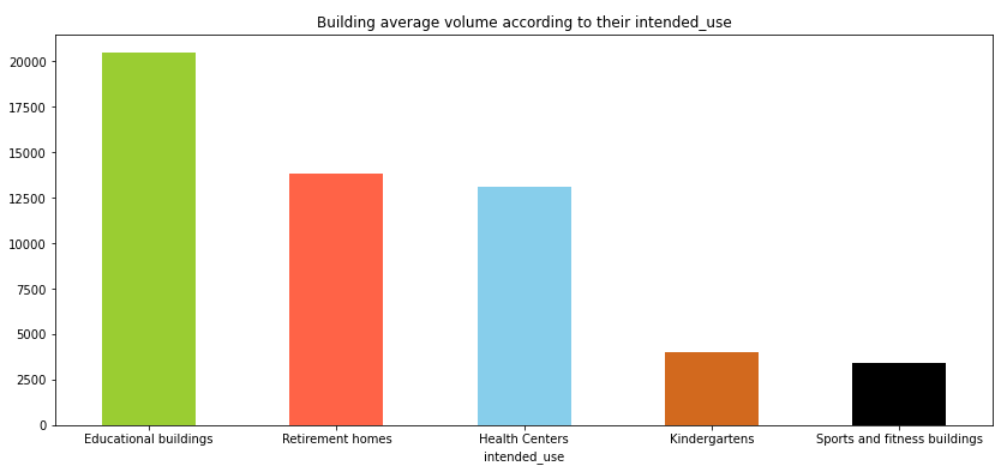 Building average volume according to their intended_use
20000
17500
15000
12500
10000
7500
5000
2500
0
Educational buildings
Retirement homes
Health Centers
Kindergartens
Sports and fitness buildings
intended_use